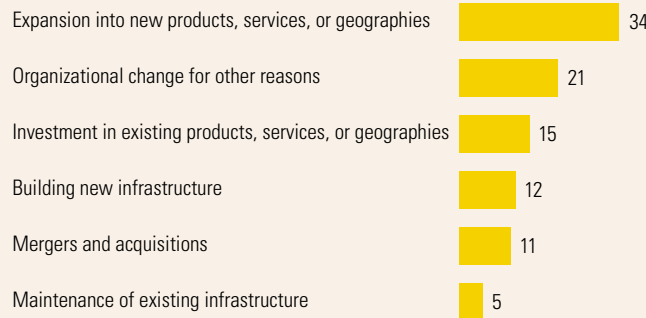 Expansion into new products, services, or geographies 34
Organizational change for other reasons 21
Investment in existing products, services, or geographies 15
Building new infrastructure 12
Mergers and acquisitions 11
Maintenance of existing infrastructure 5